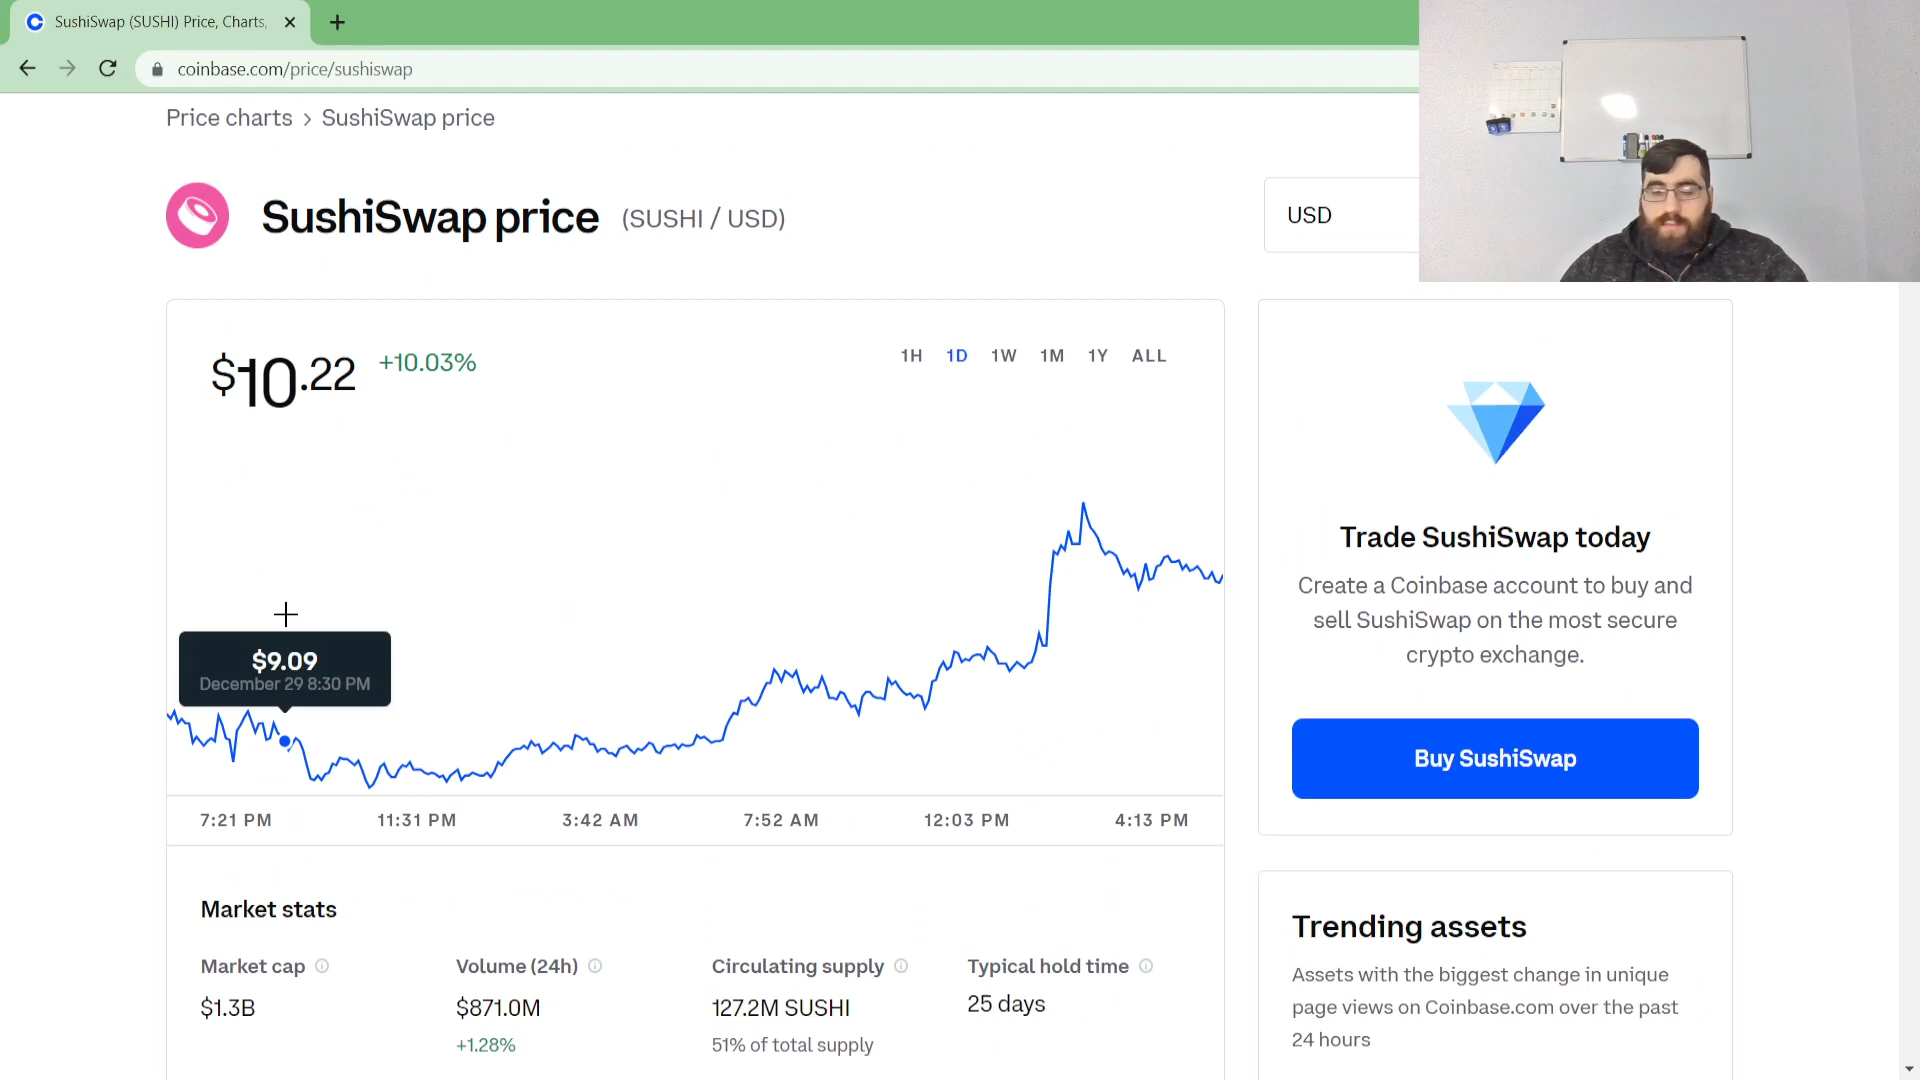 SushiSwap (SUSHI) Price, Charts,
coinbase.com/price/sushiswap
Price charts › SushiSwap price
SushiSwap price (SUSHI / USD)
USD
$10.22 +10.03%
1H 1D 1W 1M 1Y ALL
$9.09
December 29 8:30 PM
7:21 PM 11:31 PM 3:42 AM 7:52 AM 12:03 PM 4:13 PM
Market stats
Market cap
$1.3B
Volume (24h)
$871.0M
+1.28%
Circulating supply
127.2M SUSHI
51% of total supply
Typical hold time
25 days
Trade SushiSwap today
Create a Coinbase account to buy and
sell SushiSwap on the most secure
crypto exchange.
Buy SushiSwap
Trending assets
Assets with the biggest change in unique
page views on Coinbase.com over the past
24 hours